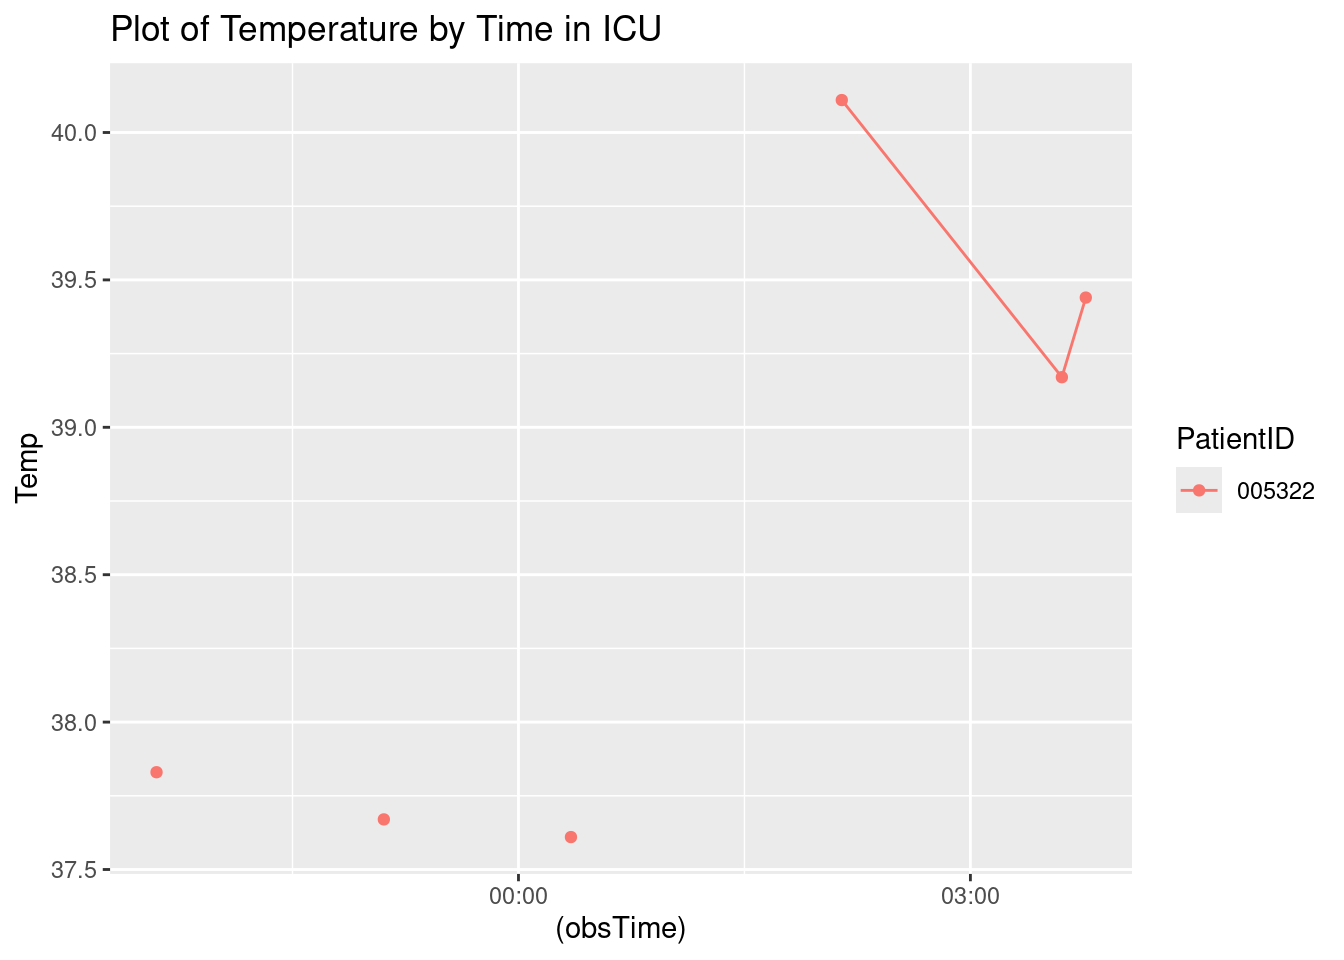 Plot of Temperature by Time in ICU
40.0
39.5
39.0
38.5
38.0
37.5
Temp
00:00
03:00
(obsTime)
PatientID
005322